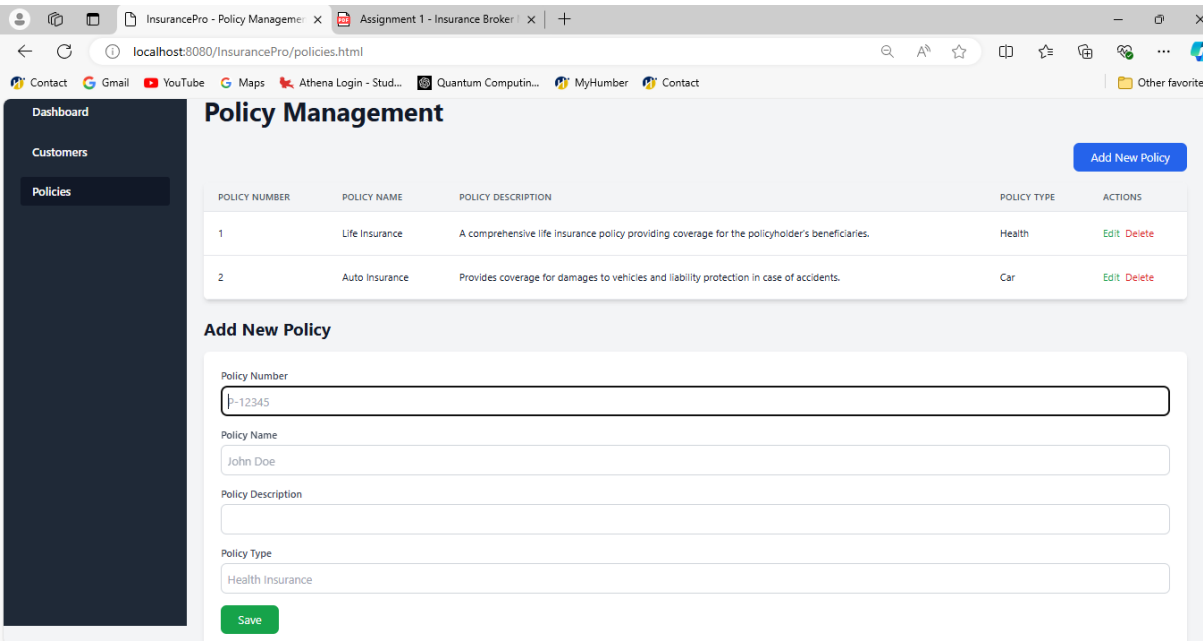 InsurancePro - Policy Managemen
Assignment 1 - Insurance Broker
localhost:8080/InsurancePro/policies.html
Contact Gmail YouTube Maps Athena Login - Stud... Quantum Computin... MyHumber Contact Other favorite
Dashboard
Policy Management
Customers
Add New Policy
Policies
POLICY NUMBER POLICY NAME POLICY DESCRIPTION POLICY TYPE ACTIONS
1 Life Insurance A comprehensive life insurance policy providing coverage for the policyholder's beneficiaries. Health Edit Delete
2 Auto Insurance Provides coverage for damages to vehicles and liability protection in case of accidents. Car Edit Delete
Add New Policy
Policy Number
P-12345
Policy Name
John Doe
Policy Description
Policy Type
Health Insurance
Save